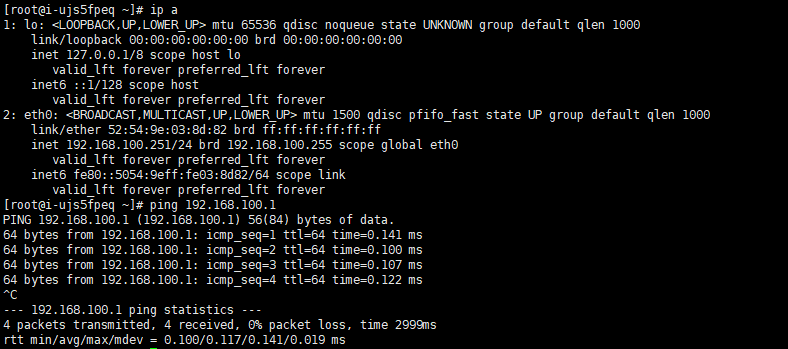 [root@i-ujs5fpeq ~]# ip a
1: lo: <LOOPBACK,UP,LOWER_UP> mtu 65536 qdisc noqueue state UNKNOWN group default qlen 1000
    link/loopback 00:00:00:00:00:00 brd 00:00:00:00:00:00
    inet 127.0.0.1/8 scope host lo
       valid_lft forever preferred_lft forever
    inet6 ::1/128 scope host
       valid_lft forever preferred_lft forever
2: eth0: <BROADCAST,MULTICAST,UP,LOWER_UP> mtu 1500 qdisc pfifo_fast state UP group default qlen 1000
    link/ether 52:54:9e:03:8d:82 brd ff:ff:ff:ff:ff:ff
    inet 192.168.100.251/24 brd 192.168.100.255 scope global eth0
       valid_lft forever preferred_lft forever
    inet6 fe80::5054:9eff:fe03:8d82/64 scope link
       valid_lft forever preferred_lft forever
[root@i-ujs5fpeq ~]# ping 192.168.100.1
PING 192.168.100.1 (192.168.100.1) 56(84) bytes of data.
64 bytes from 192.168.100.1: icmp_seq=1 ttl=64 time=0.141 ms
64 bytes from 192.168.100.1: icmp_seq=2 ttl=64 time=0.100 ms
64 bytes from 192.168.100.1: icmp_seq=3 ttl=64 time=0.107 ms
64 bytes from 192.168.100.1: icmp_seq=4 ttl=64 time=0.122 ms
^C
--- 192.168.100.1 ping statistics ---
4 packets transmitted, 4 received, 0% packet loss, time 2999ms
rtt min/avg/max/mdev = 0.100/0.117/0.141/0.019 ms